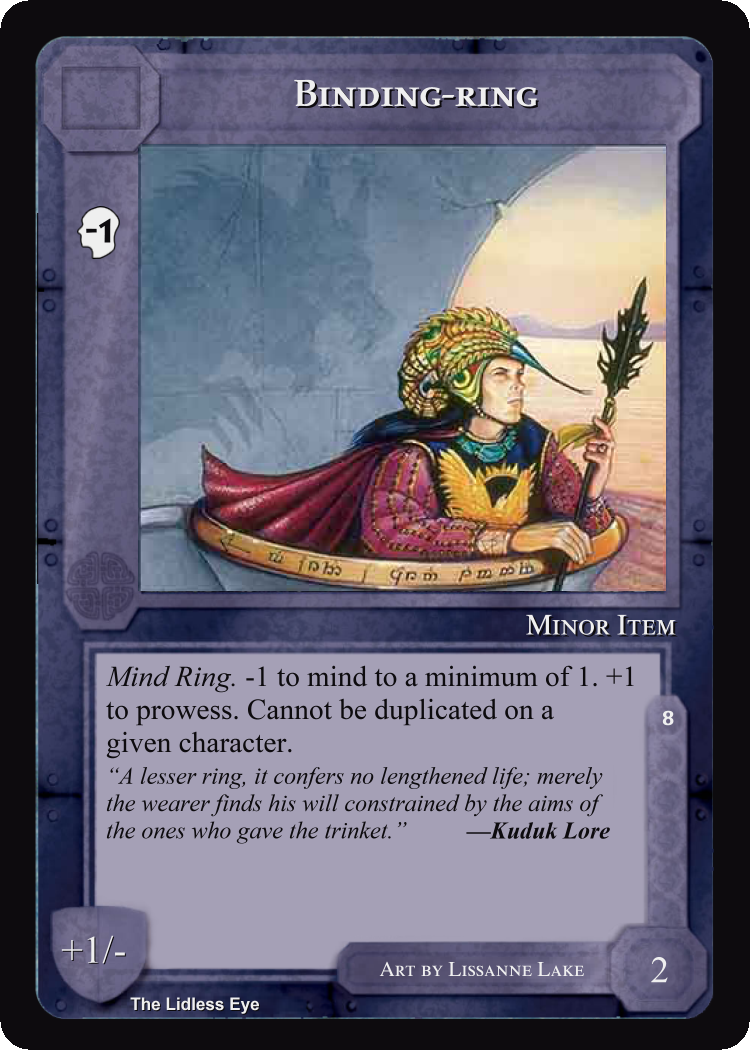 Binding-ring
-1
Minor Item
Mind Ring. -1 to mind to a minimum of 1. +1
to prowess. Cannot be duplicated on a
given character.
8
“A lesser ring, it confers no lengthened life; merely
the wearer finds his will constrained by the aims of
the ones who gave the trinket.” —Kuduk Lore
+1/-
Art by Lissanne Lake
2
The Lidless Eye